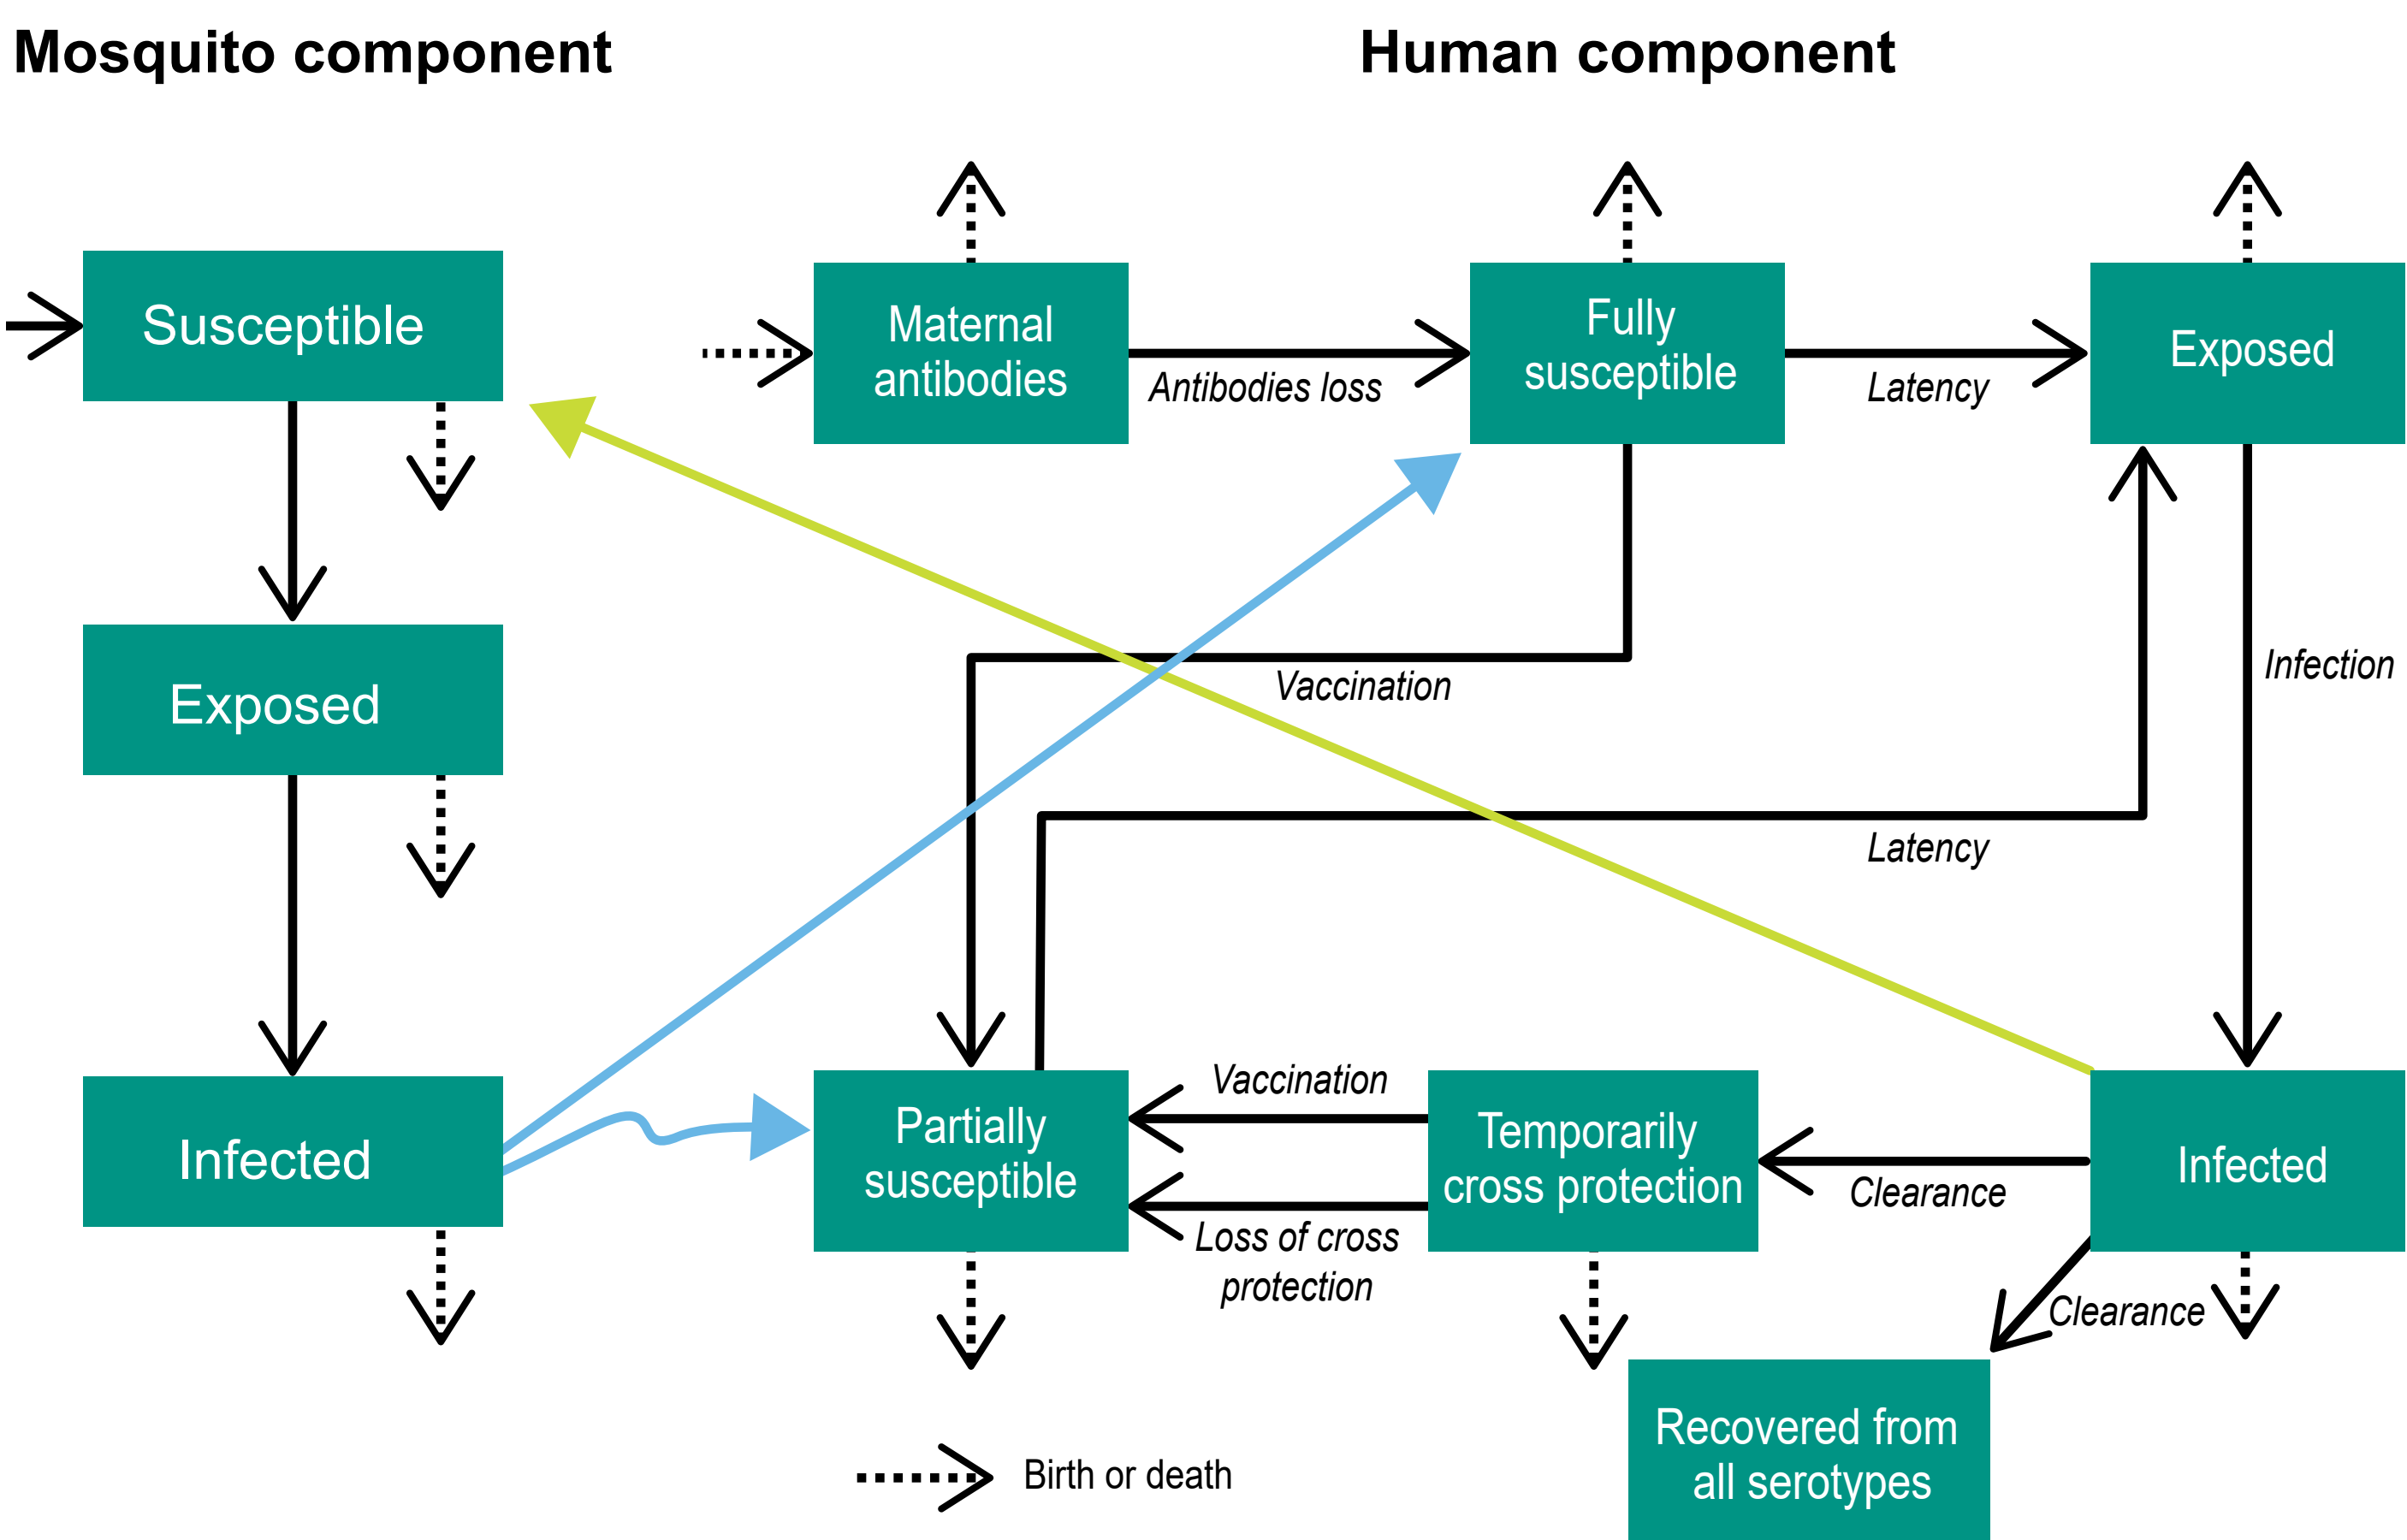 Mosquito component
Human component
Susceptible
Maternal
antibodies
Antibodies loss
Fully
susceptible
Latency
Exposed
Exposed
Vaccination
Infection
Latency
Infected
Partially
susceptible
Vaccination
Loss of cross
protection
Temporarily
cross protection
Clearance
Infected
Clearance
Recovered from
all serotypes
Birth or death